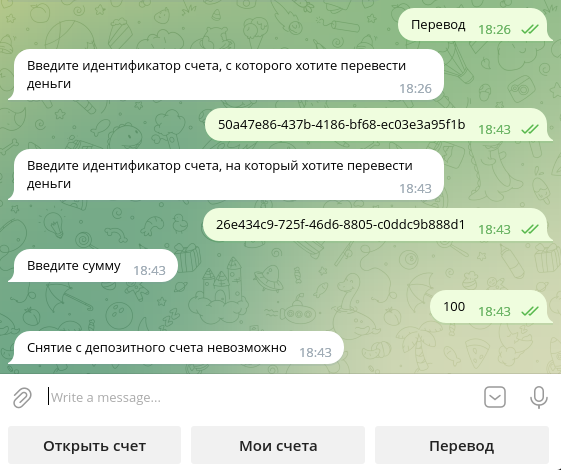 Перевод 18:26
Введите идентификатор счета, с которого хотите перевести
деньги 18:26
50a47e86-437b-4186-bf68-ec03e3a95f1b 18:43
Введите идентификатор счета, на который хотите перевести
деньги 18:43
26e434c9-725f-46d6-8805-c0ddc9b888d1 18:43
Введите сумму 18:43
100 18:43
Снятие с депозитного счета невозможно 18:43
Write a message...
Открыть счет Мои счета Перевод